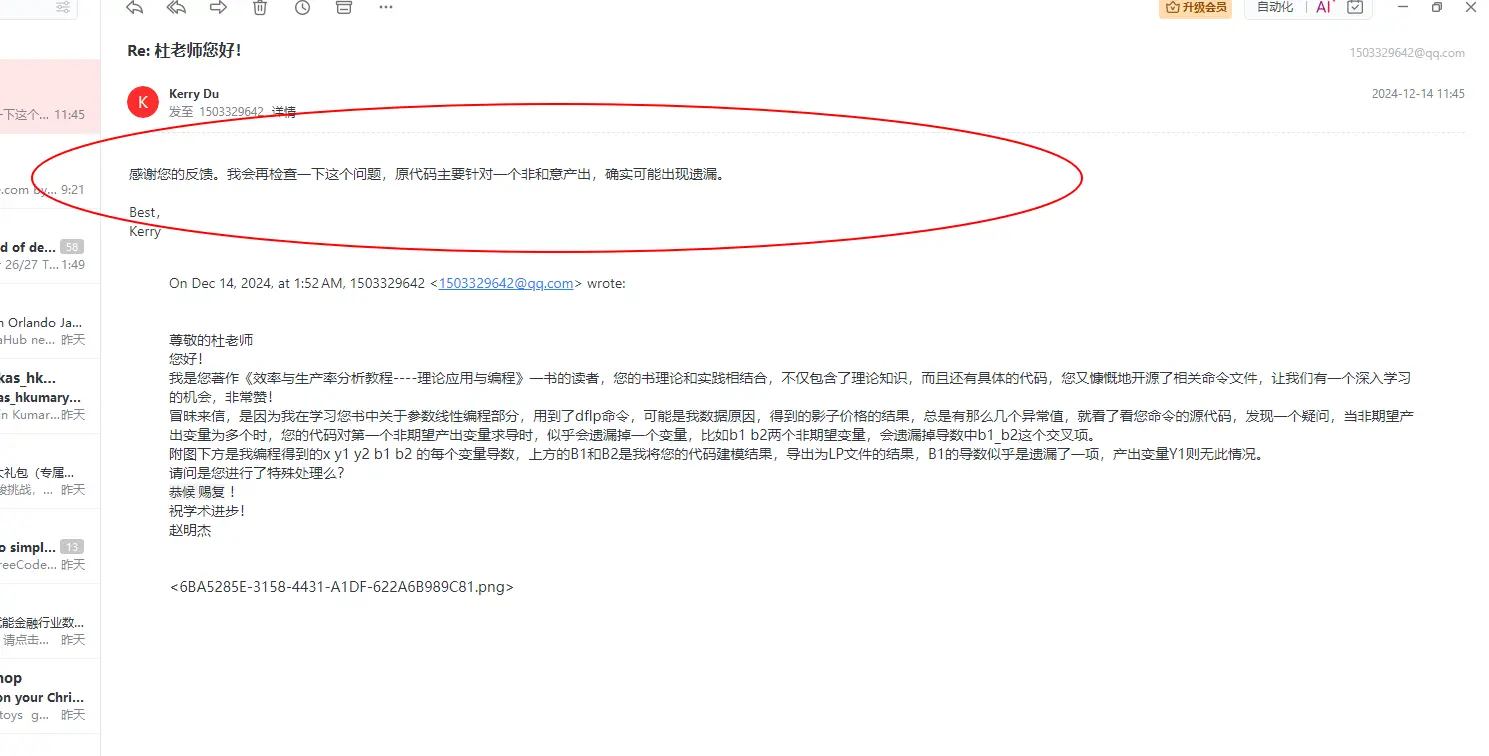 升级会员
自动化
AI
Re: 杜老师您好！
1503329642@qq.com
K
Kerry Du
发至 1503329642 详情
2024-12-14 11:45
一下这个... 11:45
e.com by... 9:21
d of de... 58
26/27 T... 1:49
n Orlando Ja...
aHub ne... 昨天
kas_hk...
as_hkumary...
in Kumar... 昨天
大礼包（专属...
挑战，... 昨天
o simpl... 13
reeCode... 昨天
能金融行业数...
请点击... 昨天
hop
on your Chri...
toys g... 昨天
感谢您的反馈。我会再检查一下这个问题，原代码主要针对一个非和意产出，确实可能出现遗漏。
Best,
Kerry
On Dec 14, 2024, at 1:52 AM, 1503329642 <1503329642@qq.com> wrote:
尊敬的杜老师
您好！
我是您著作《效率与生产率分析教程----理论应用与编程》一书的读者，您的书理论和实践相结合，不仅包含了理论知识，而且还有具体的代码，您又慷慨地开源了相关命令文件，让我们有一个深入学习
的机会，非常赞！
冒昧来信，是因为我在学习您书中关于参数线性编程部分，用到了dflp命令，可能是我数据原因，得到的影子价格的结果，总是有那么几个异常值，就看了看您命令的源代码，发现一个疑问，当非期望产
出变量为多个时，您的代码对第一个非期望产出变量求导时，似乎会遗漏掉一个变量，比如b1 b2两个非期望变量，会遗漏掉导数中b1_b2这个交叉项。
附图下方是我编程得到的x y1 y2 b1 b2 的每个变量导数，上方的B1和B2是我将您的代码建模结果，导出为LP文件的结果，B1的导数似乎是遗漏了一项，产出变量Y1则无此情况。
请问是您进行了特殊处理么？
恭候 赐复 ！
祝学术进步！
赵明杰
<6BA5285E-3158-4431-A1DF-622A6B989C81.png>